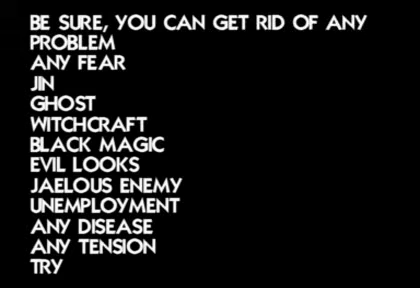 BE SURE, YOU CAN GET RID OF ANY
PROBLEM
ANY FEAR
JIN
GHOST
WITCHCRAFT
BLACK MAGIC
EVIL LOOKS
JAELOUS ENEMY
UNEMPLOYMENT
ANY DISEASE
ANY TENSION
TRY